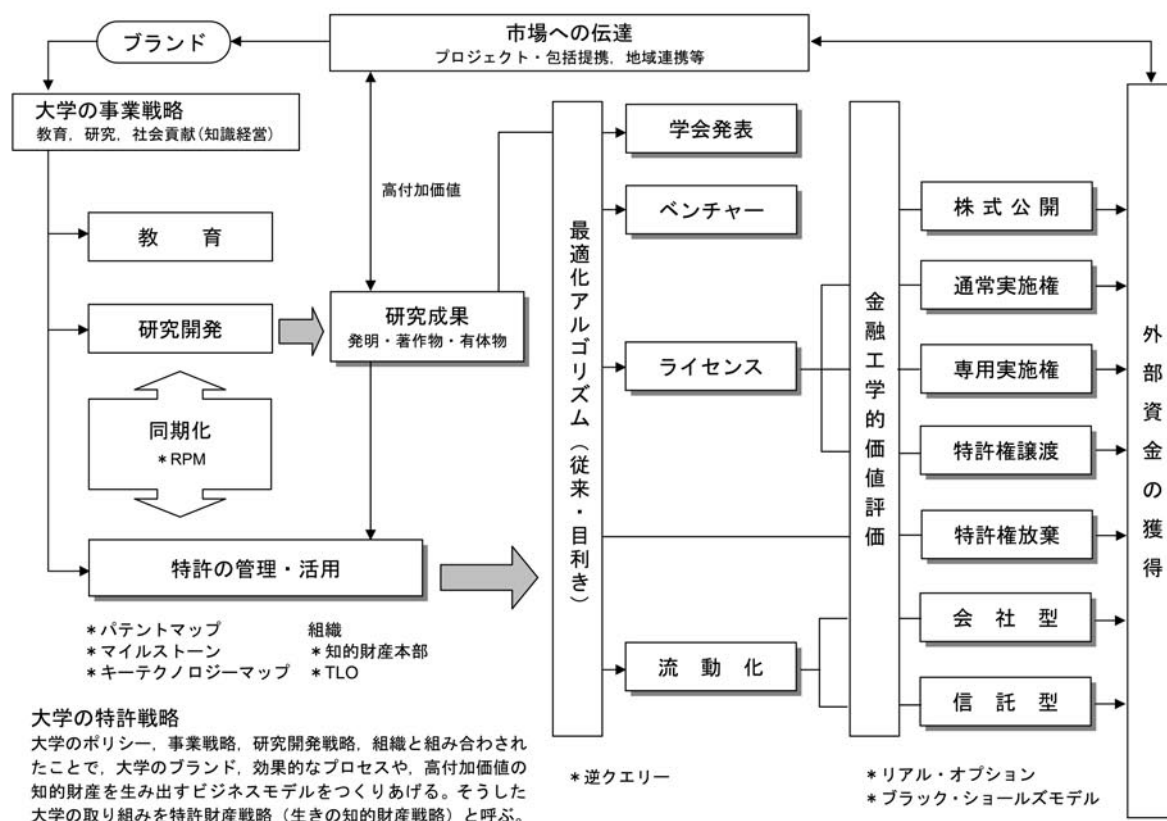 ブランド
市場への伝達
プロジェクト・包括提携，地域連携等
大学の事業戦略
教育，研究，社会貢献(知識経営)
高付加価値
教　育
研究開発
研究成果
発明・著作物・有体物
同期化
＊RPM
特許の管理・活用
＊パテントマップ
＊マイルストーン
＊キーテクノロジーマップ
組織
＊知的財産本部
＊TLO
最適化アルゴリズム（従来・目利き）
学会発表
ベンチャー
ライセンス
流　動　化
＊逆クエリー
金融工学的価値評価
株 式 公 開
通常実施権
専用実施権
特許権譲渡
特許権放棄
会　社　型
信　託　型
＊リアル・オプション
＊ブラック・ショールズモデル
外部資金の獲得
大学の特許戦略
大学のポリシー，事業戦略，研究開発戦略，組織と組み合わされ
たことで，大学のブランド，効果的なプロセスや，高付加価値の
知的財産を生み出すビジネスモデルをつくりあげる。そうした
大学の取り組みを特許財産戦略（生きの知的財産戦略）と呼ぶ。